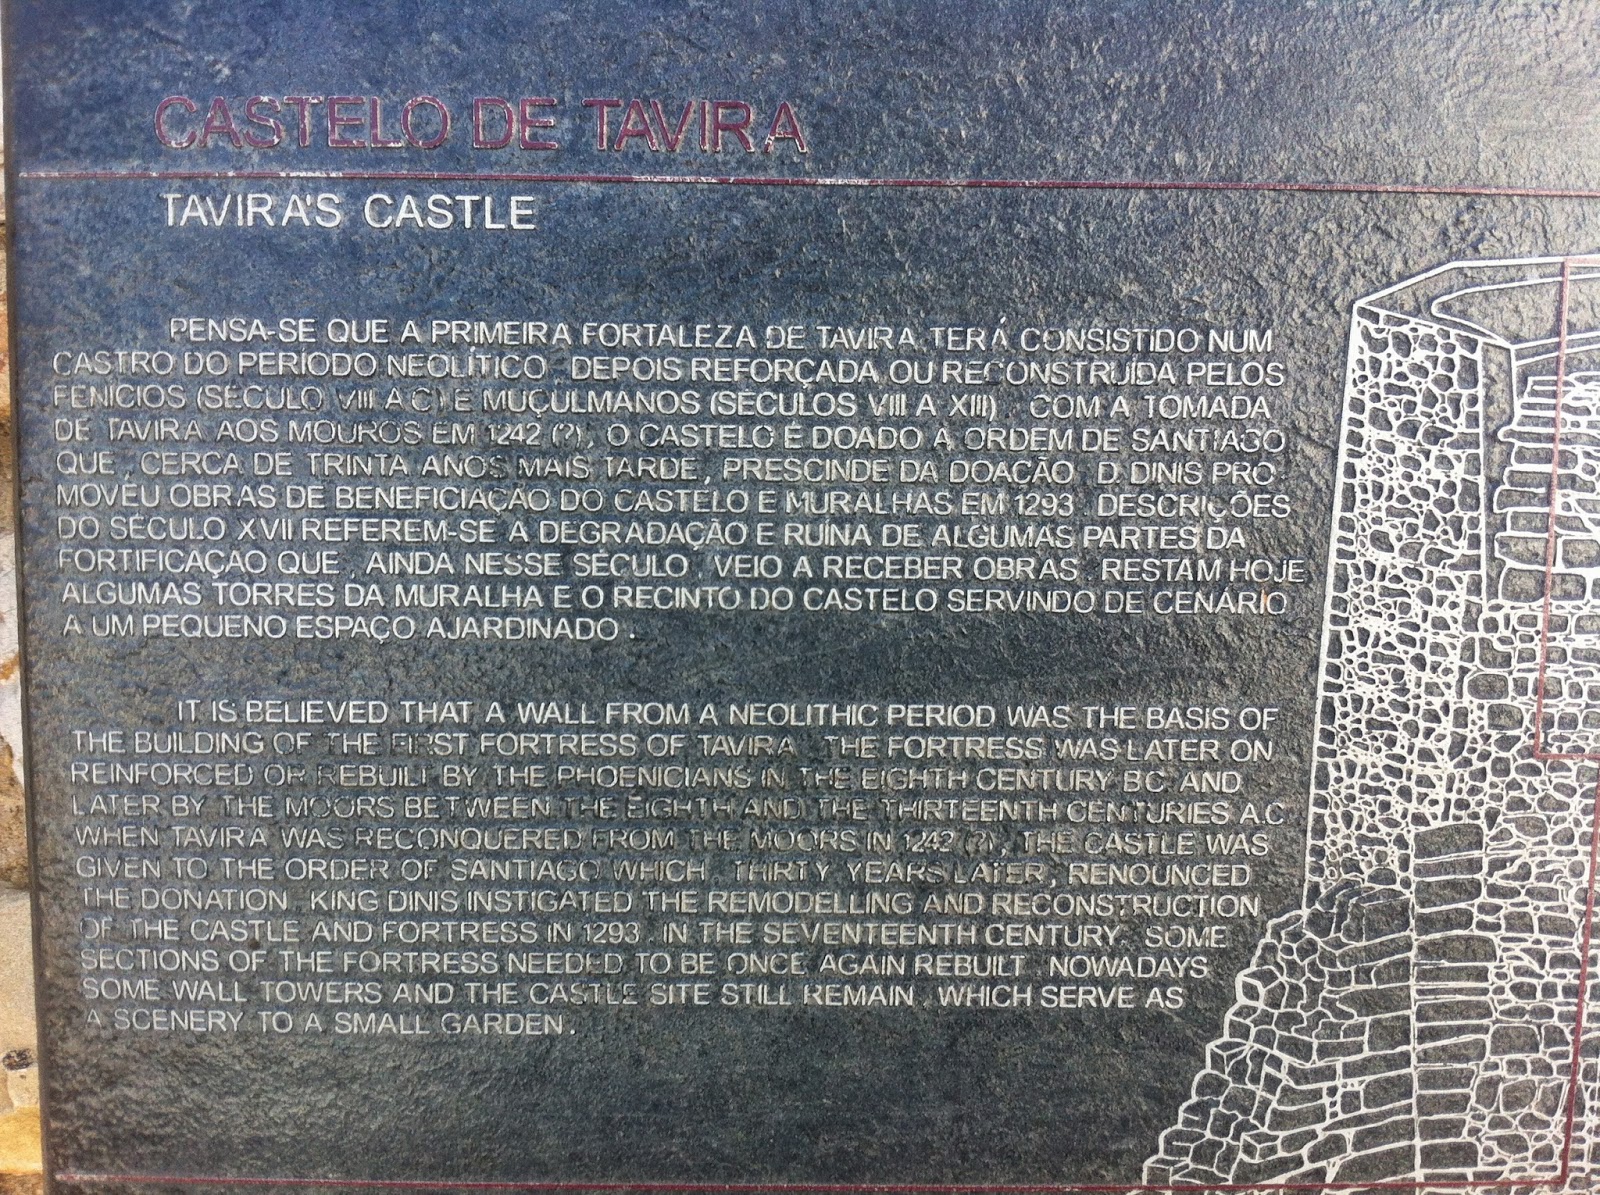 CASTELO DE TAVIRA
TAVIRA'S CASTLE
PENSA-SE QUE A PRIMEIRA FORTALEZA DE TAVIRA TERÁ CONSISTIDO NUM
CASTRO DO PERÍODO NEOLÍTICO, DEPOIS REFORÇADA OU RECONSTRUÍDA PELOS
FENÍCIOS (SÉCULO VIII A.C) E MUÇULMANOS (SÉCULOS VIII A XIII). COM A TOMADA
DE TAVIRA AOS MOUROS EM 1242 (?), O CASTELO É DOADO À ORDEM DE SANTIAGO
QUE, CERCA DE TRINTA ANOS MAIS TARDE, PRESCINDE DA DOAÇÃO. D. DINIS PRO-
MOVEU OBRAS DE BENEFICIAÇÃO DO CASTELO E MURALHAS EM 1293. DESCRIÇÕES
DO SÉCULO XVII REFEREM-SE À DEGRADAÇÃO E RUÍNA DE ALGUMAS PARTES DA
FORTIFICAÇÃO QUE, AINDA NESSE SÉCULO, VEIO A RECEBER OBRAS. RESTAM HOJE
ALGUMAS TORRES DA MURALHA E O RECINTO DO CASTELO SERVINDO DE CENÁRIO
A UM PEQUENO ESPAÇO AJARDINADO.
IT IS BELIEVED THAT A WALL FROM A NEOLITHIC PERIOD WAS THE BASIS OF
THE BUILDING OF THE FIRST FORTRESS OF TAVIRA. THE FORTRESS WAS LATER ON
REINFORCED OR REBUILT BY THE PHOENICIANS IN THE EIGHTH CENTURY BC AND
LATER BY THE MOORS BETWEEN THE EIGHTH AND THE THIRTEENTH CENTURIES A.C
WHEN TAVIRA WAS RECONQUERED FROM THE MOORS IN 1242 (?), THE CASTLE WAS
GIVEN TO THE ORDER OF SANTIAGO WHICH, THIRTY YEARS LATER, RENOUNCED
THE DONATION. KING DINIS INSTIGATED THE REMODELLING AND RECONSTRUCTION
OF THE CASTLE AND FORTRESS IN 1293. IN THE SEVENTEENTH CENTURY, SOME
SECTIONS OF THE FORTRESS NEEDED TO BE ONCE AGAIN REBUILT. NOWADAYS
SOME WALL TOWERS AND THE CASTLE SITE STILL REMAIN, WHICH SERVE AS
A SCENERY TO A SMALL GARDEN.